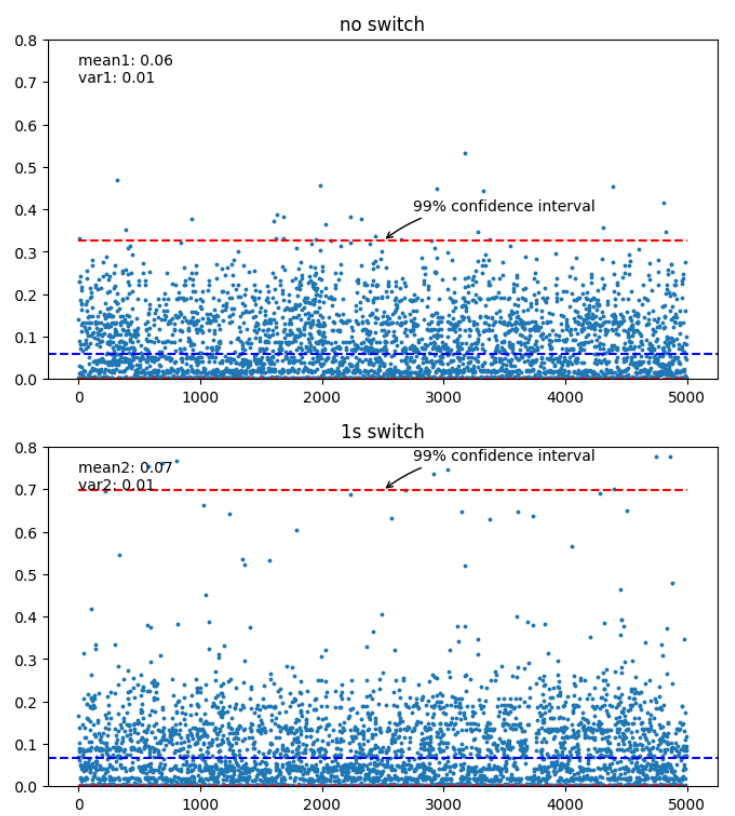 no switch
0.8
mean1: 0.06
var1: 0.01
0.7
0.6
0.5
0.4
99% confidence interval
0.3
0.2
0.1
0.0
0 1000 2000 3000 4000 5000
1s switch
0.8
99% confidence interval
mean2: 0.07
var2: 0.01
0.7
0.6
0.5
0.4
0.3
0.2
0.1
0.0
0 1000 2000 3000 4000 5000